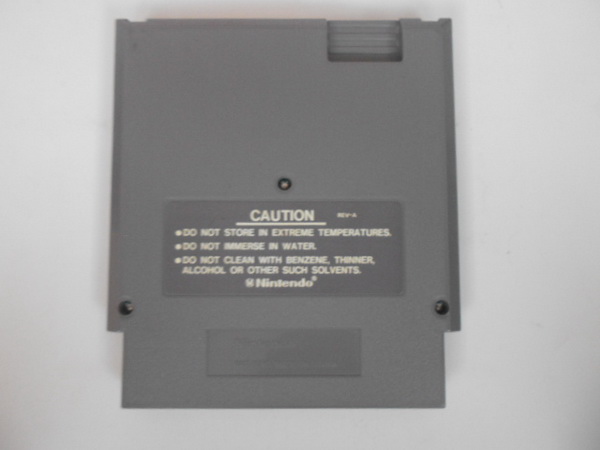 CAUTION REV-A
•DO NOT STORE IN EXTREME TEMPERATURES.
•DO NOT IMMERSE IN WATER.
•DO NOT CLEAN WITH BENZENE, THINNER,
ALCOHOL OR OTHER SUCH SOLVENTS.
Nintendo®